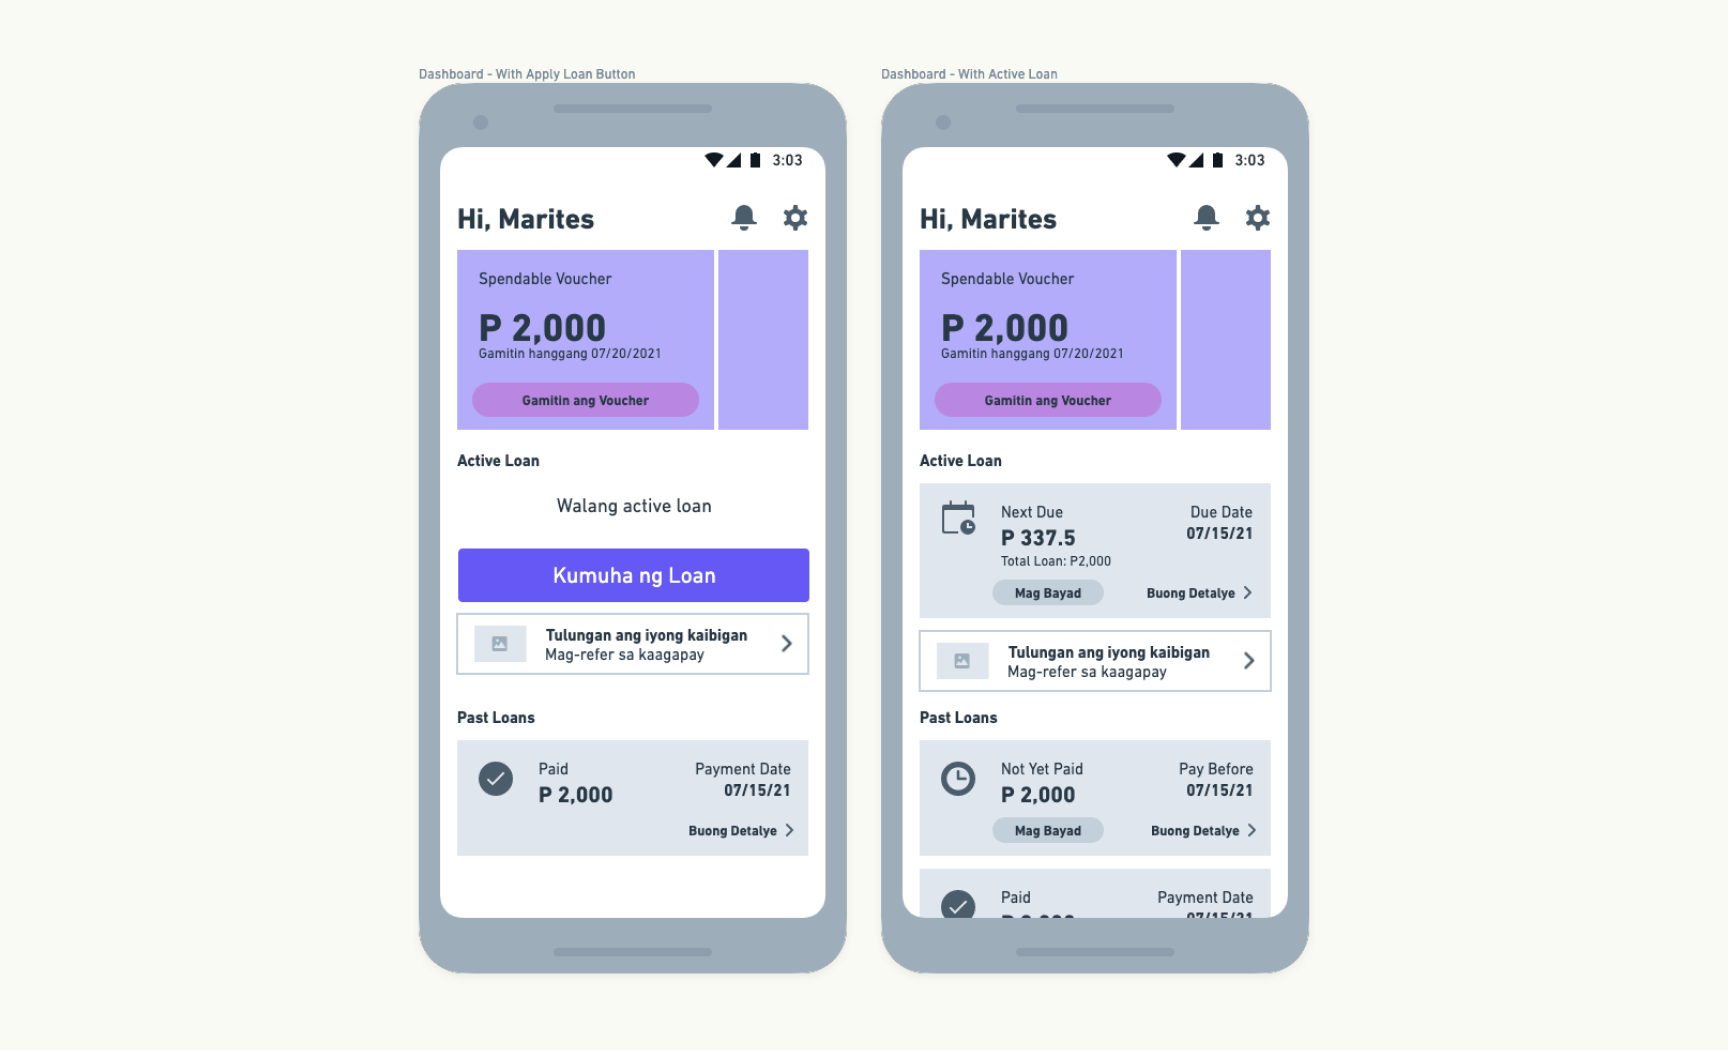 Dashboard - With Apply Loan Button
3:03
Hi, Marites
Spendable Voucher
P 2,000
Gamitin hanggang 07/20/2021
Gamitin ang Voucher
Active Loan
Walang active loan
Kumuha ng Loan
Tulungan ang iyong kaibigan
Mag-refer sa kaagapay
Past Loans
Paid
Payment Date
P 2,000
07/15/21
Buong Detalye
Dashboard - With Active Loan
3:03
Hi, Marites
Spendable Voucher
P 2,000
Gamitin hanggang 07/20/2021
Gamitin ang Voucher
Active Loan
Next Due
Due Date
P 337.5
07/15/21
Total Loan: P2,000
Mag Bayad
Buong Detalye
Tulungan ang iyong kaibigan
Mag-refer sa kaagapay
Past Loans
Not Yet Paid
Pay Before
P 2,000
07/15/21
Mag Bayad
Buong Detalye
Paid
Payment Date
07/15/21